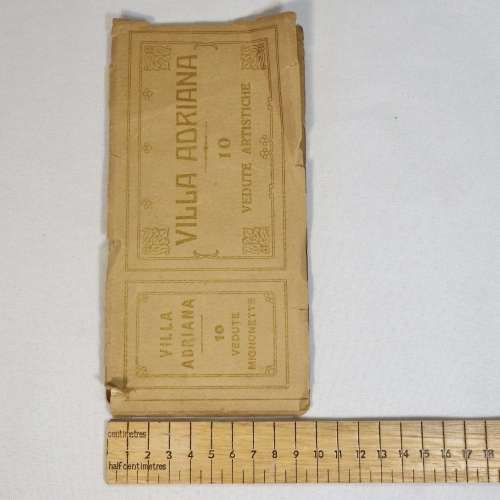 VILLA ADRIANA
10
VEDUTE ARTISTICHE
VILLA
ADRIANA
10
VEDUTE
MIGNONETTE
centimetres
1 2 3 4 5 6 7 8 9 10 11 12 13 14 15 16 17 18
half centimetres